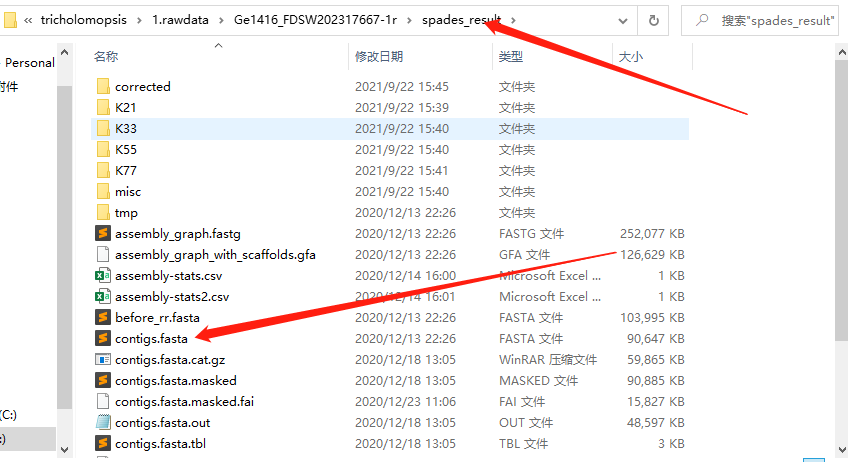 « tricholomopsis › 1.rawdata › Ge1416_FDSW202317667-1r › spades_result ›
搜索"spades_result"
Personal
附件
(C:)
:)
名称 修改日期 类型 大小
corrected 2021/9/22 15:45 文件夹
K21 2021/9/22 15:39 文件夹
K33 2021/9/22 15:40 文件夹
K55 2021/9/22 15:40 文件夹
K77 2021/9/22 15:41 文件夹
misc 2021/9/22 15:40 文件夹
tmp 2020/12/13 22:26 文件夹
assembly_graph.fastg 2020/12/13 22:26 FASTG 文件 252,077 KB
assembly_graph_with_scaffolds.gfa 2020/12/13 22:26 GFA 文件 126,629 KB
assembly-stats.csv 2020/12/14 16:00 Microsoft Excel ... 1 KB
assembly-stats2.csv 2020/12/14 16:01 Microsoft Excel ... 1 KB
before_rr.fasta 2020/12/13 22:26 FASTA 文件 103,995 KB
contigs.fasta 2020/12/13 22:26 FASTA 文件 90,647 KB
contigs.fasta.cat.gz 2020/12/18 13:05 WinRAR 压缩文件 59,865 KB
contigs.fasta.masked 2020/12/18 13:05 MASKED 文件 90,885 KB
contigs.fasta.masked.fai 2020/12/23 11:06 FAI 文件 15,827 KB
contigs.fasta.out 2020/12/18 13:05 OUT 文件 48,597 KB
contigs.fasta.tbl 2020/12/18 13:05 TBL 文件 3 KB